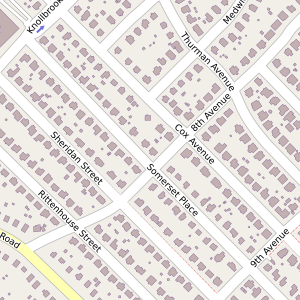 Knollbrook
Medwi
Thurman Avenue
8th Avenue
Cox Avenue
Sheridan Street
Somerset Place
Rittenhouse Street
Road
9th Avenue